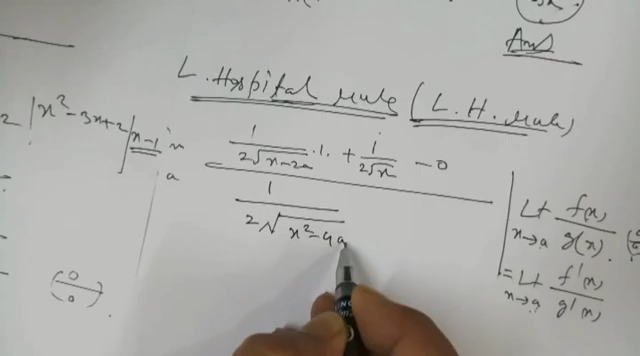 Ans
L. Hospital rule (L. H. Rule)
2 | x² - 3x + 2 | x - 1
1/2√x-2a · 1 · + 1/2√x - 0
1/2√x²-4a
Lt x→a f(x)/g(x) .
= Lt x→a f'(x)/g'(x)
(0/0) .